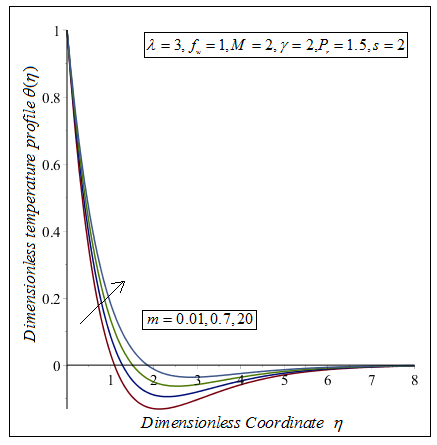 1
λ = 3, f_w = 1, M = 2, γ = 2, P_r = 1.5, s = 2
0.8
0.6
0.4
0.2
m = 0.01, 0.7, 20
0
1 2 3 4 5 6 7 8
Dimensionless temperature profile θ(η)
Dimensionless Coordinate η